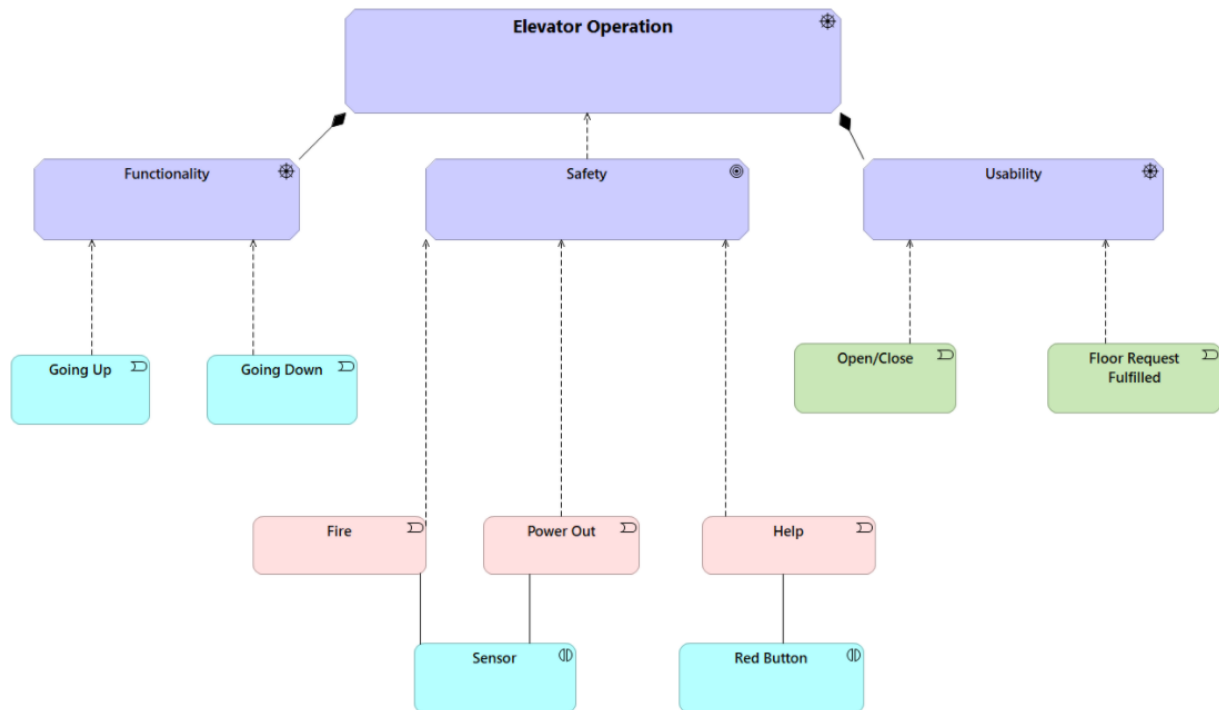 Elevator Operation
Functionality
Safety
Usability
Going Up
Going Down
Open/Close
Floor Request
Fulfilled
Fire
Power Out
Help
Sensor
Red Button